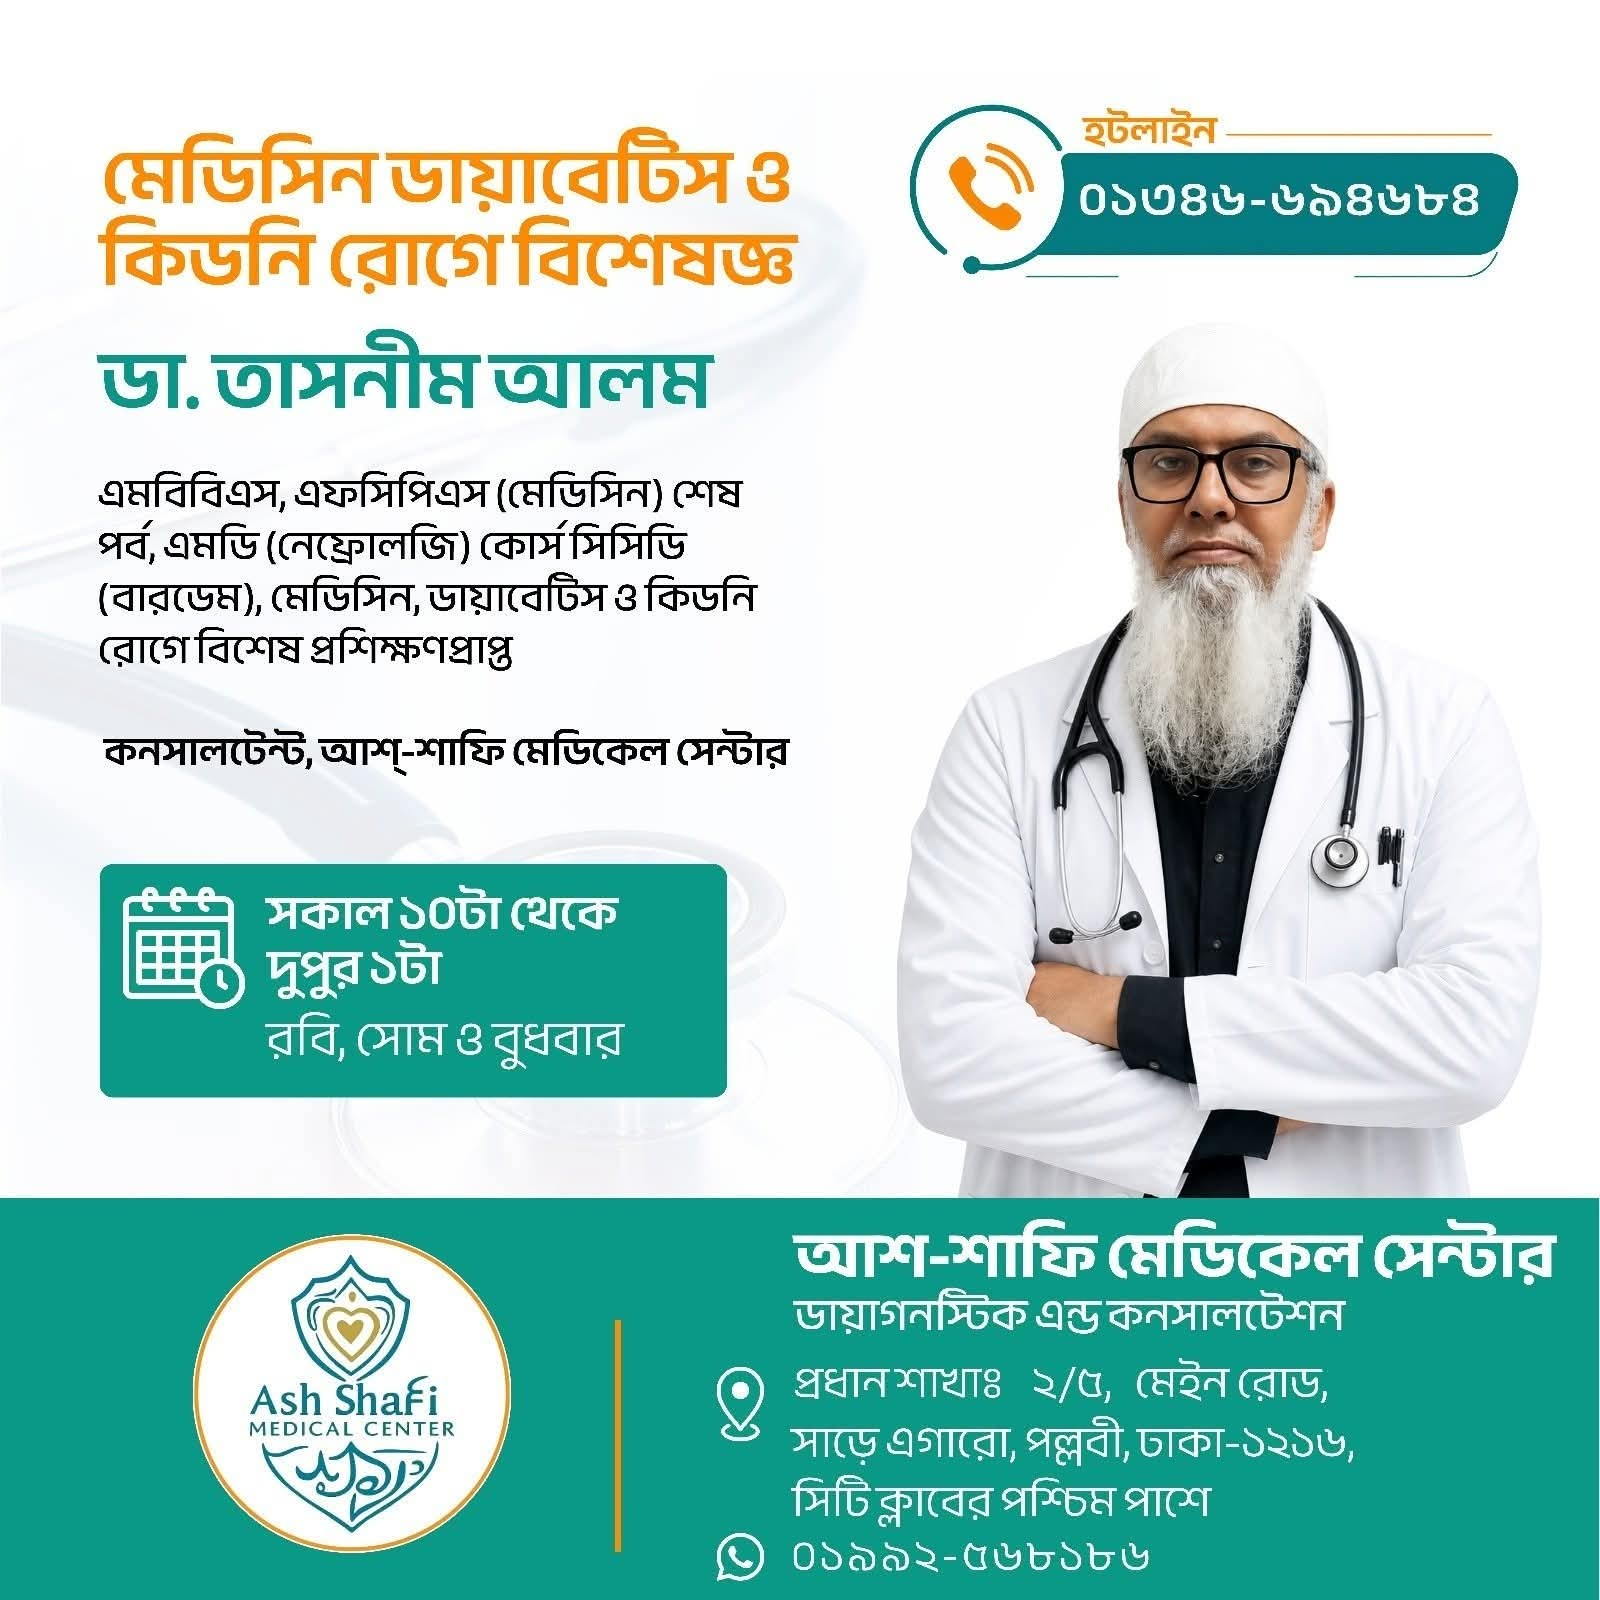 মেডিসিন ডায়াবেটিস ও
কিডনি রোগে বিশেষজ্ঞ
ডা. তাসনীম আলম
এমবিবিএস, এফসিপিএস (মেডিসিন) শেষ
পর্ব, এমডি (নেফ্রোলজি) কোর্স সিসিডি
(বারডেম), মেডিসিন, ডায়াবেটিস ও কিডনি
রোগে বিশেষ প্রশিক্ষণপ্রাপ্ত
কনসালটেন্ট, আশ্-শাফি মেডিকেল সেন্টার
সকাল ১০টা থেকে
দুপুর ১টা
রবি, সোম ও বুধবার
হটলাইন
০১৩৪৬-৬৯৪৬৮৪
Ash Shafi
MEDICAL CENTER
আশ-শাফি মেডিকেল সেন্টার
ডায়াগনস্টিক এন্ড কনসালটেশন
প্রধান শাখাঃ ২/৫, মেইন রোড,
সাড়ে এগারো, পল্লবী, ঢাকা-১২১৬,
সিটি ক্লাবের পশ্চিম পাশে
০১৯৯২-৫৬৮১৮৬